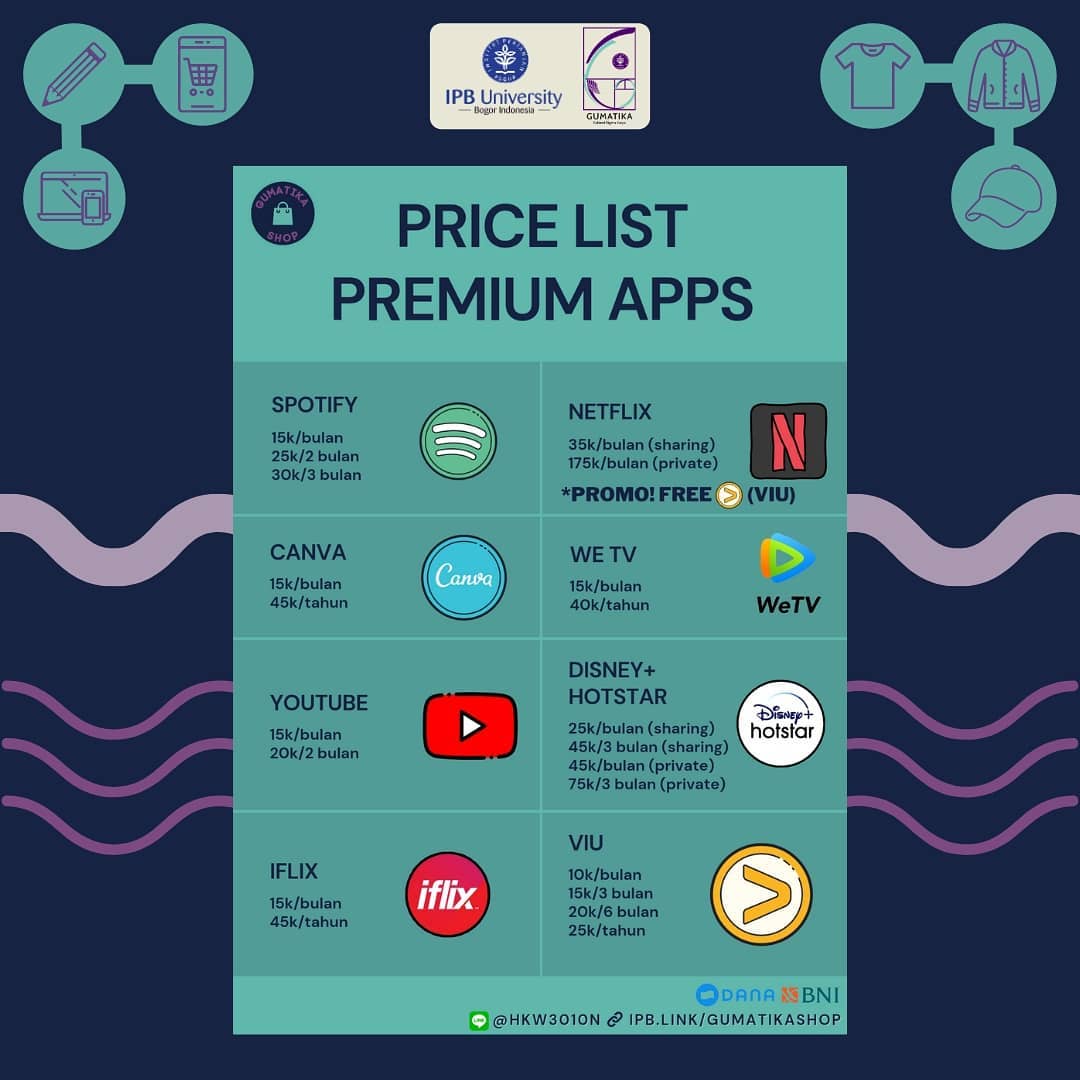 INSTITUT PERTANIAN BOGOR
IPB University
Bogor Indonesia
GUMATIKA
GUMATIKA SHOP
PRICE LIST
PREMIUM APPS
SPOTIFY
15k/bulan
25k/2 bulan
30k/3 bulan
NETFLIX
35k/bulan (sharing)
175k/bulan (private)
N
*PROMO! FREE (VIU)
CANVA
15k/bulan
45k/tahun
Canva
WE TV
15k/bulan
40k/tahun
WeTV
YOUTUBE
15k/bulan
20k/2 bulan
DISNEY+
HOTSTAR
25k/bulan (sharing)
45k/3 bulan (sharing)
45k/bulan (private)
75k/3 bulan (private)
Disney+
hotstar
IFLIX
15k/bulan
45k/tahun
iflix
VIU
10k/bulan
15k/3 bulan
20k/6 bulan
25k/tahun
DANA BNI
LINE @HKW3010N IPB.LINK/GUMATIKASHOP